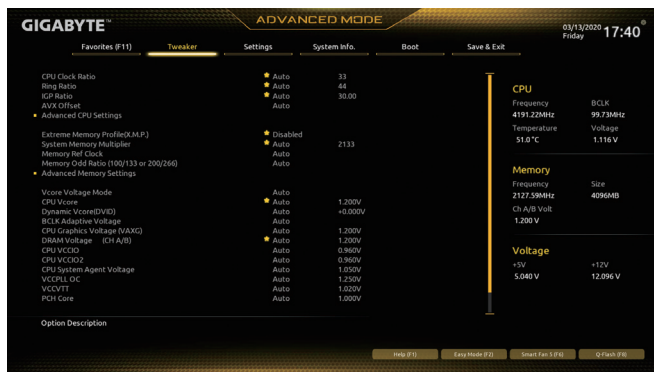 GIGABYTE™
ADVANCED MODE
03/13/2020
Friday
17:40
Favorites (F11) Tweaker Settings System Info. Boot Save & Exit
CPU Clock Ratio Auto 33
Ring Ratio Auto 44
IGP Ratio Auto 30.00
AVX Offset Auto
Advanced CPU Settings
Extreme Memory Profile(X.M.P.) Disabled
System Memory Multiplier Auto 2133
Memory Ref Clock Auto
Memory Odd Ratio (100/133 or 200/266) Auto
Advanced Memory Settings
Vcore Voltage Mode Auto
CPU Vcore Auto 1.200V
Dynamic Vcore(DVID) Auto +0.000V
BCLK Adaptive Voltage Auto
CPU Graphics Voltage (VAXG) Auto 1.200V
DRAM Voltage (CH A/B) Auto 1.200V
CPU VCCIO Auto 0.960V
CPU VCCIO2 Auto 0.960V
CPU System Agent Voltage Auto 1.050V
VCCPLL OC Auto 1.250V
VCCVTT Auto 1.020V
PCH Core Auto 1.000V
CPU
Frequency BCLK
4191.22MHz 99.73MHz
Temperature Voltage
51.0 °C 1.116 V
Memory
Frequency Size
2127.59MHz 4096MB
Ch A/B Volt
1.200 V
Voltage
+5V +12V
5.040 V 12.096 V
Option Description
Help (F1) Easy Mode (F2) Smart Fan 5 (F6) Q-Flash (F8)